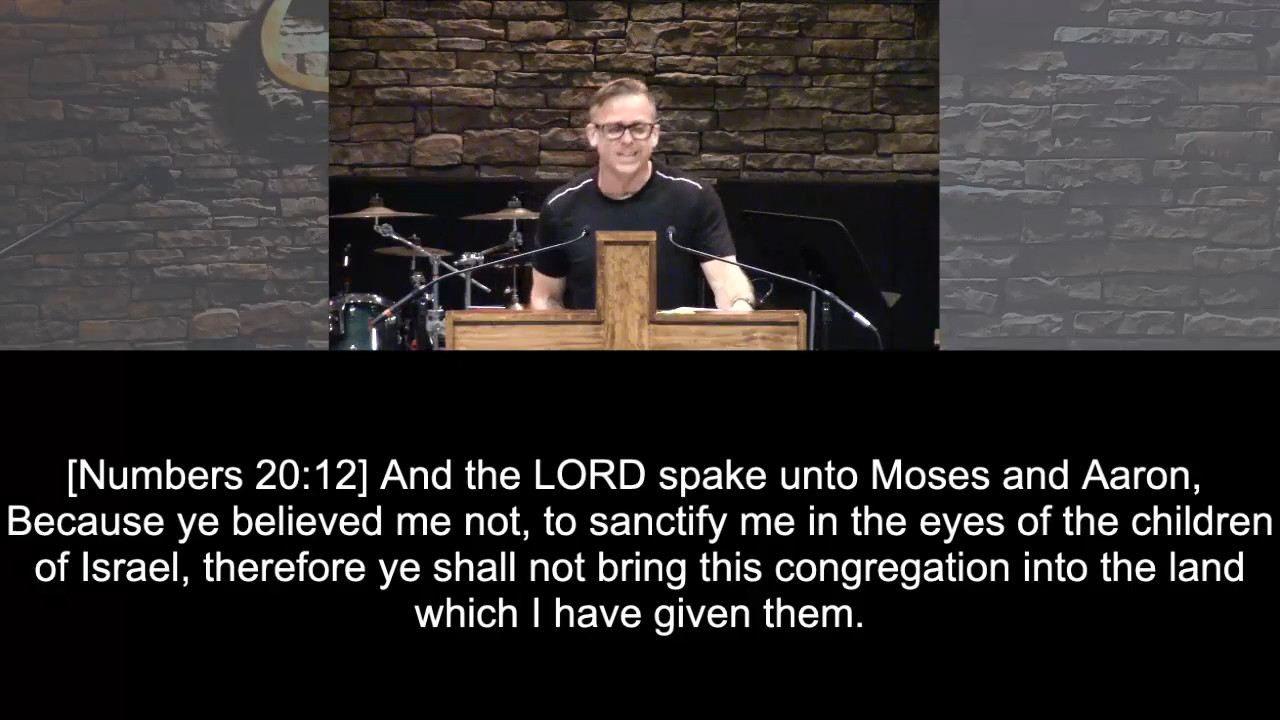 [Numbers 20:12] And the LORD spake unto Moses and Aaron,
Because ye believed me not, to sanctify me in the eyes of the children
of Israel, therefore ye shall not bring this congregation into the land
which I have given them.